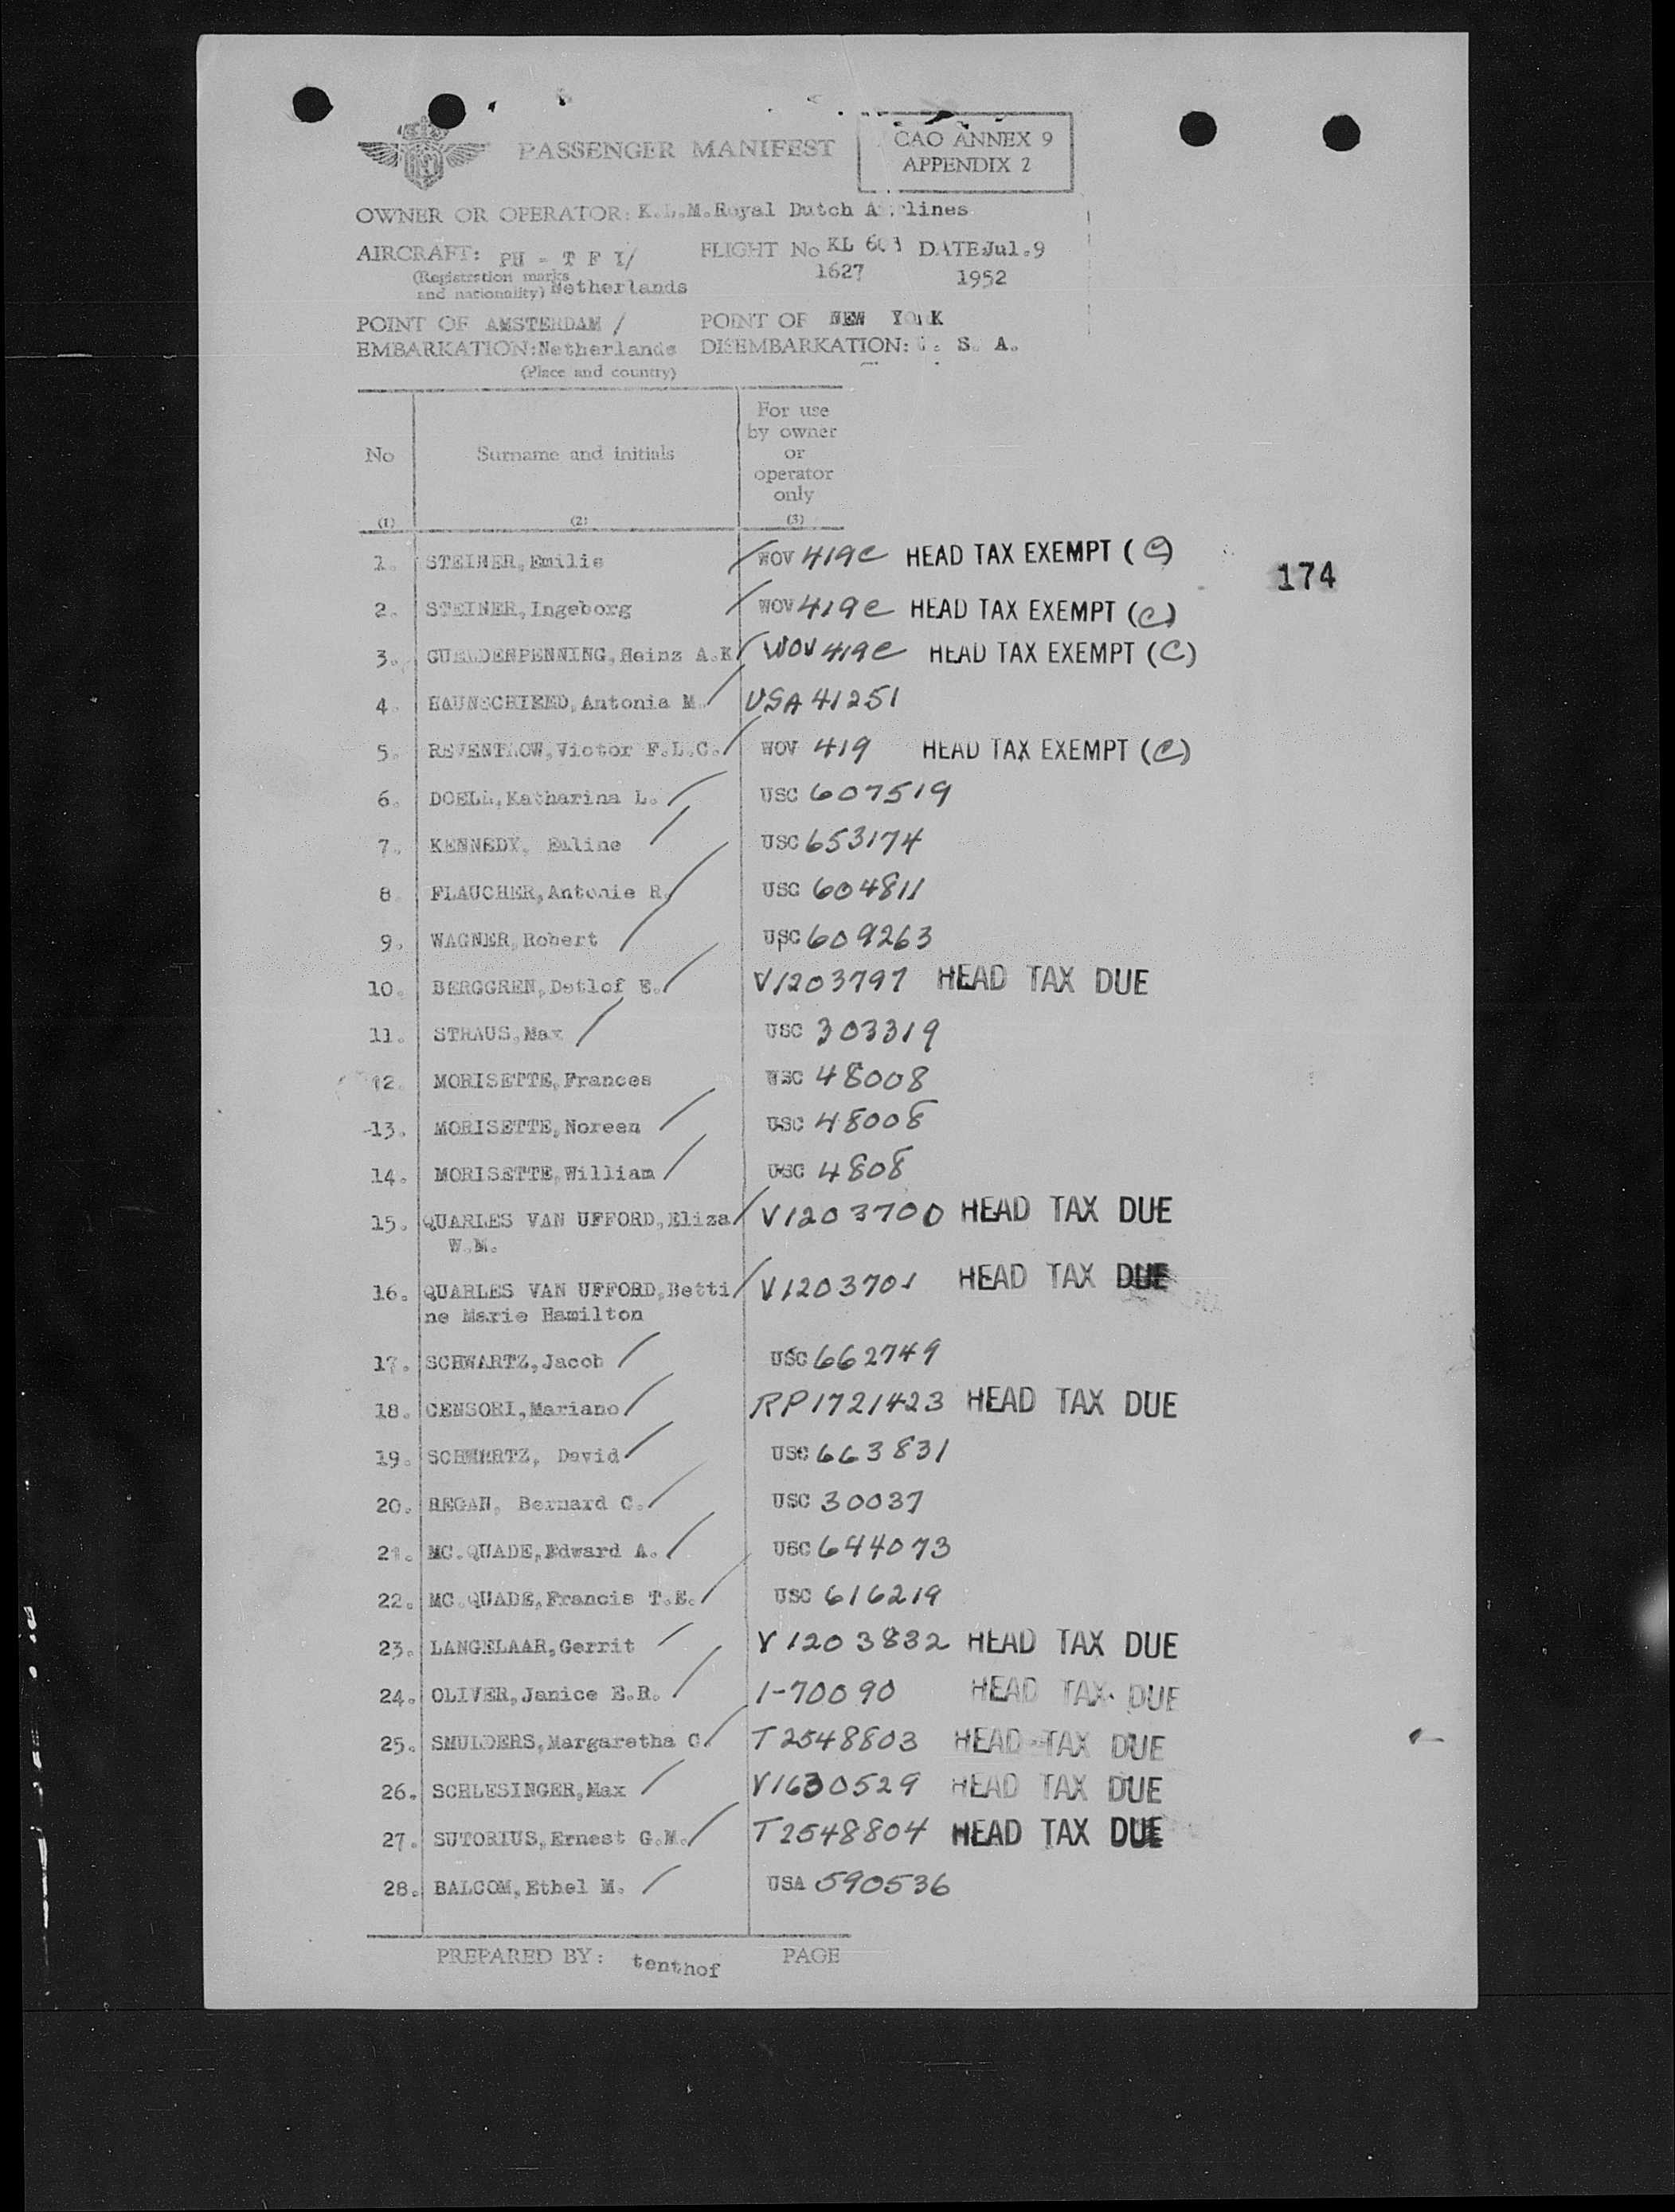 PASSENGER MANIFEST
CAO ANNEX 9
APPENDIX 2
OWNER OR OPERATOR: K.L.M. Royal Dutch Airlines
AIRCRAFT: PH - T F I/ FLIGHT No KL 603 DATE: Jul. 9
(Registrstion marks and nationality) Netherlands 1627 1952
POINT OF AMSTERDAM / POINT OF NEW YORK
EMBARKATION: Netherlands DISEMBARKATION: U. S. A.
(Place and country)
No Surname and initials For use by owner or operator only
(1) (2) (3)
174
1. STEINER, Emilie WOV 419e HEAD TAX EXEMPT (C)
2. STEINER, Ingeborg WOV 419e HEAD TAX EXEMPT (C)
3. GUELDENPENNING, Heinz A.K WOV 419e HEAD TAX EXEMPT (C)
4. Antonia M. USA 41251
5. REVENTLOW, Victor F.L.C. WOV 419 HEAD TAX EXEMPT (C)
6. DOELL, Katharina L. USC 607519
7. KENNEDY, USC 653174
8. FLAUCHER, Antonie R. USC 604811
9. WAGNER, Robert USC 609263
10. BERGGREN, Detlof E. V1203797 HEAD TAX DUE
11. STRAUS, Max USC 303319
12. MORISETTE, Frances USC 48008
13. MORISETTE, Noreen USC 48008
14. MORISETTE, William USC 4808
15. QUARLES VAN UFFORD, Eliza V1203700 HEAD TAX DUE
W.M.
16. QUARLES VAN UFFORD, Betti V1203701 HEAD TAX DUE
ne Marie Hamilton
17. SCHWARTZ, Jacob USC 662749
18. CENSORI, Mariano RP1721423 HEAD TAX DUE
19. SCHWERTZ, David USC 663831
20. REGAN, Bernard C. USC 30037
21. MC.QUADE, Edward A. USC 644073
22. MC.QUADE, Francis T.E. USC 616219
23. LANGELAAR, Gerrit V1203832 HEAD TAX DUE
24. OLIVER, Janice E.R. 1-70090 HEAD TAX DUE
25. SMULDERS, Margaretha C. T2548803 HEAD TAX DUE
26. SCHLESINGER, Max V1630529 HEAD TAX DUE
27. SUTORIUS, Ernest G.M. T2548804 HEAD TAX DUE
28. BALCOM, Ethel M. USA 590536
PREPARED BY: tenthof PAGE